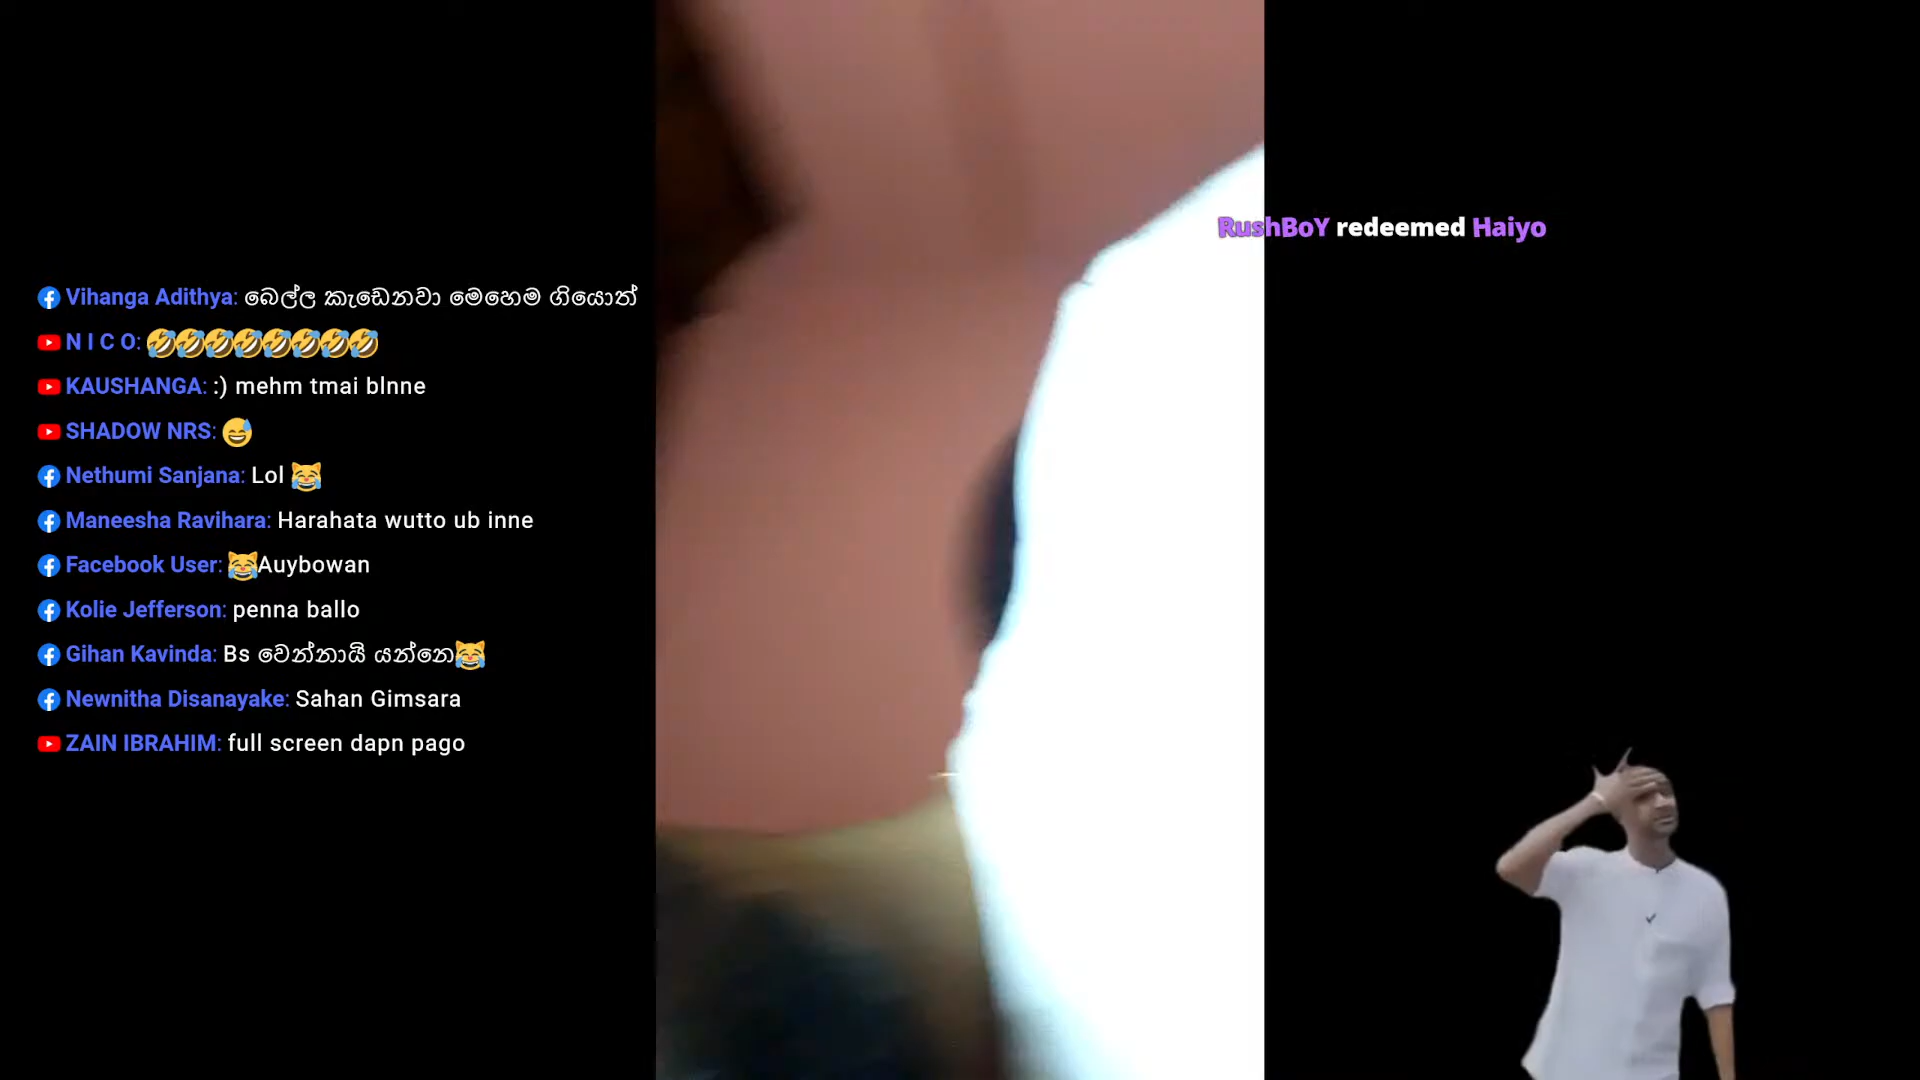 RushBoY redeemed Haiyo
Vihanga Adithya: බෙල්ල කැඩෙනවා මෙහෙම ගියොත්
N I C O: 🤣🤣🤣🤣🤣🤣🤣🤣
KAUSHANGA: :) mehm tmai blnne
SHADOW NRS: 😅
Nethumi Sanjana: Lol 😹
Maneesha Ravihara: Harahata wutto ub inne
Facebook User: 😹Auybowan
Kolie Jefferson: penna ballo
Gihan Kavinda: Bs වෙන්නායි යන්නෙ😹
Newnitha Disanayake: Sahan Gimsara
ZAIN IBRAHIM: full screen dapn pago